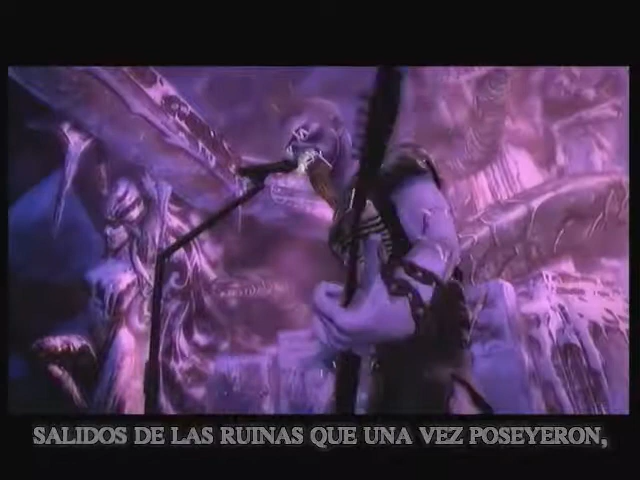 SALIDOS DE LAS RUINAS QUE UNA VEZ POSEYERON,